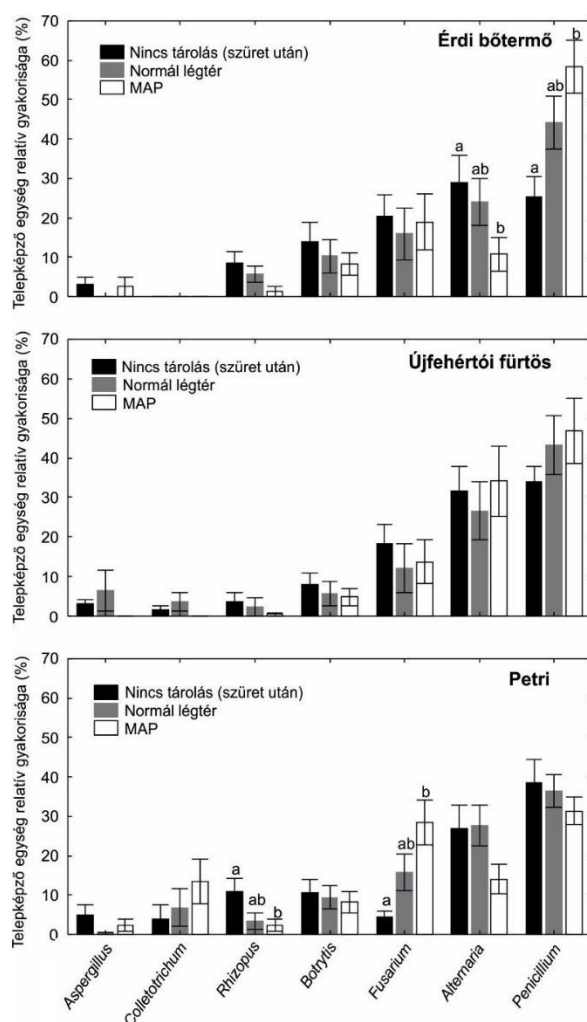 Telepképző egység relatív gyakorisága (%)
70
60
50
40
30
20
10
0
Nincs tárolás (szüret után)
Normál légtér
MAP
Érdi bőtermő
a
ab
b
a
ab
b
Telepképző egység relatív gyakorisága (%)
70
60
50
40
30
20
10
0
Nincs tárolás (szüret után)
Normál légtér
MAP
Újfehértói fürtös
Telepképző egység relatív gyakorisága (%)
70
60
50
40
30
20
10
0
Nincs tárolás (szüret után)
Normál légtér
MAP
Petri
a
ab
b
a
ab
b
Aspergillus
Colletotrichum
Rhizopus
Botrytis
Fusarium
Alternaria
Penicillium